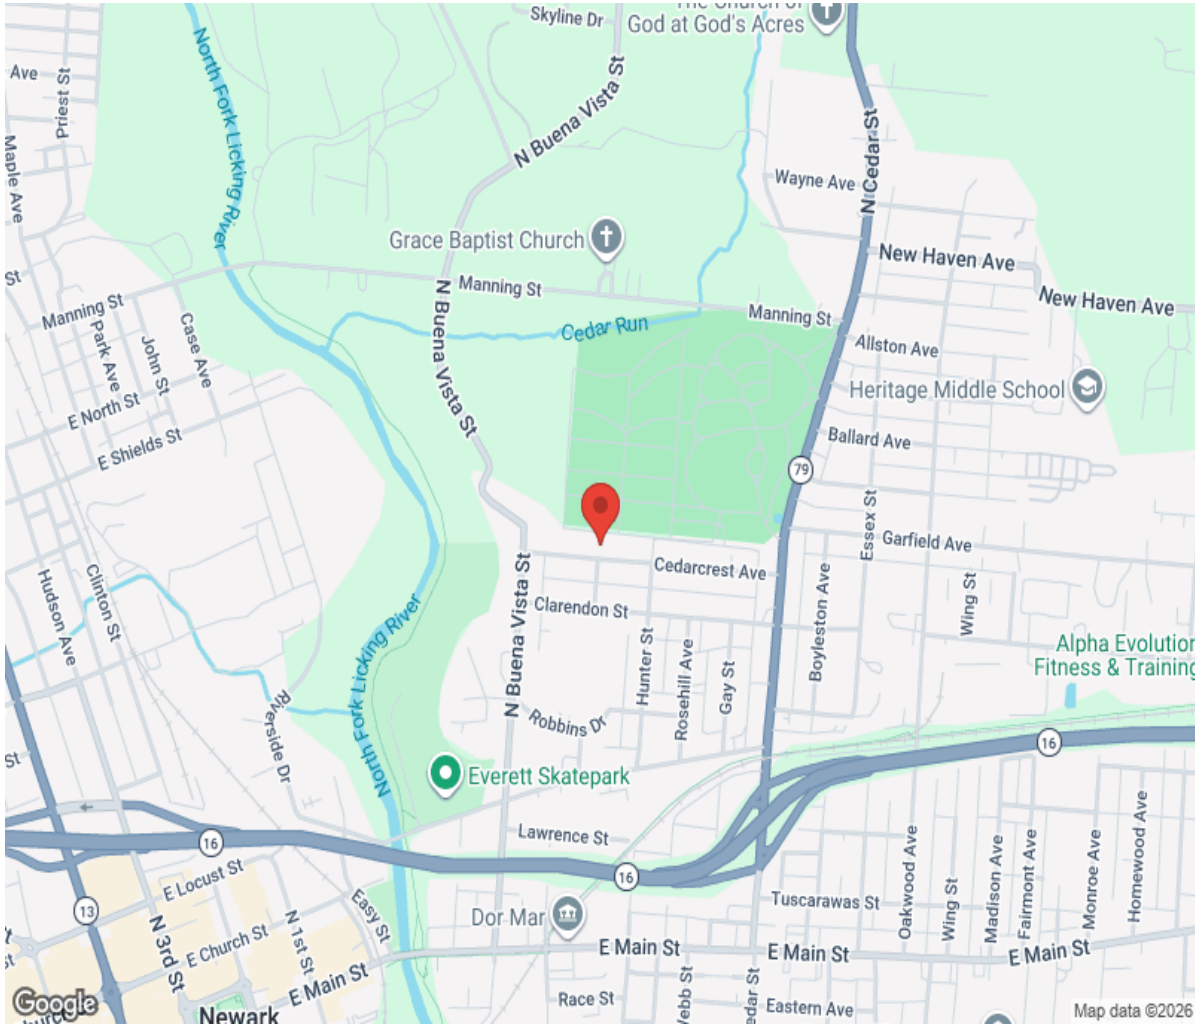 Skyline Dr
The Church of
God at God's Acres
Ave
Priest St
Maple Ave
North Fork Licking River
N Buena Vista St
N Buena Vista St
N Cedar St
Wayne Ave
Grace Baptist Church
New Haven Ave
New Haven Ave
St
Manning St
Manning St
Manning St
Cedar Run
Park Ave
John St
Case Ave
N Buena Vista St
Allston Ave
Heritage Middle School
E North St
E Shields St
Ballard Ave
79
Essex St
Garfield Ave
Hudson Ave
Clinton St
Cedarcrest Ave
Boyleston Ave
Wing St
Clarendon St
N Buena Vista St
North Fork Licking River
Hunter St
Rosehill Ave
Gay St
Alpha Evolution
Fitness & Training
Riverside Dr
Robbins Dr
16
St
Everett Skatepark
16
Lawrence St
16
E Locust St
13
N 3rd St
N 1st St
Easy St
E Church St
Dor Mar
Tuscarawas St
Oakwood Ave
Wing St
Madison Ave
Fairmont Ave
Monroe Ave
Homewood Ave
E Main St
E Main St
E Main St
E Main St
Race St
Eastern Ave
Google
Newark
Map data ©2026